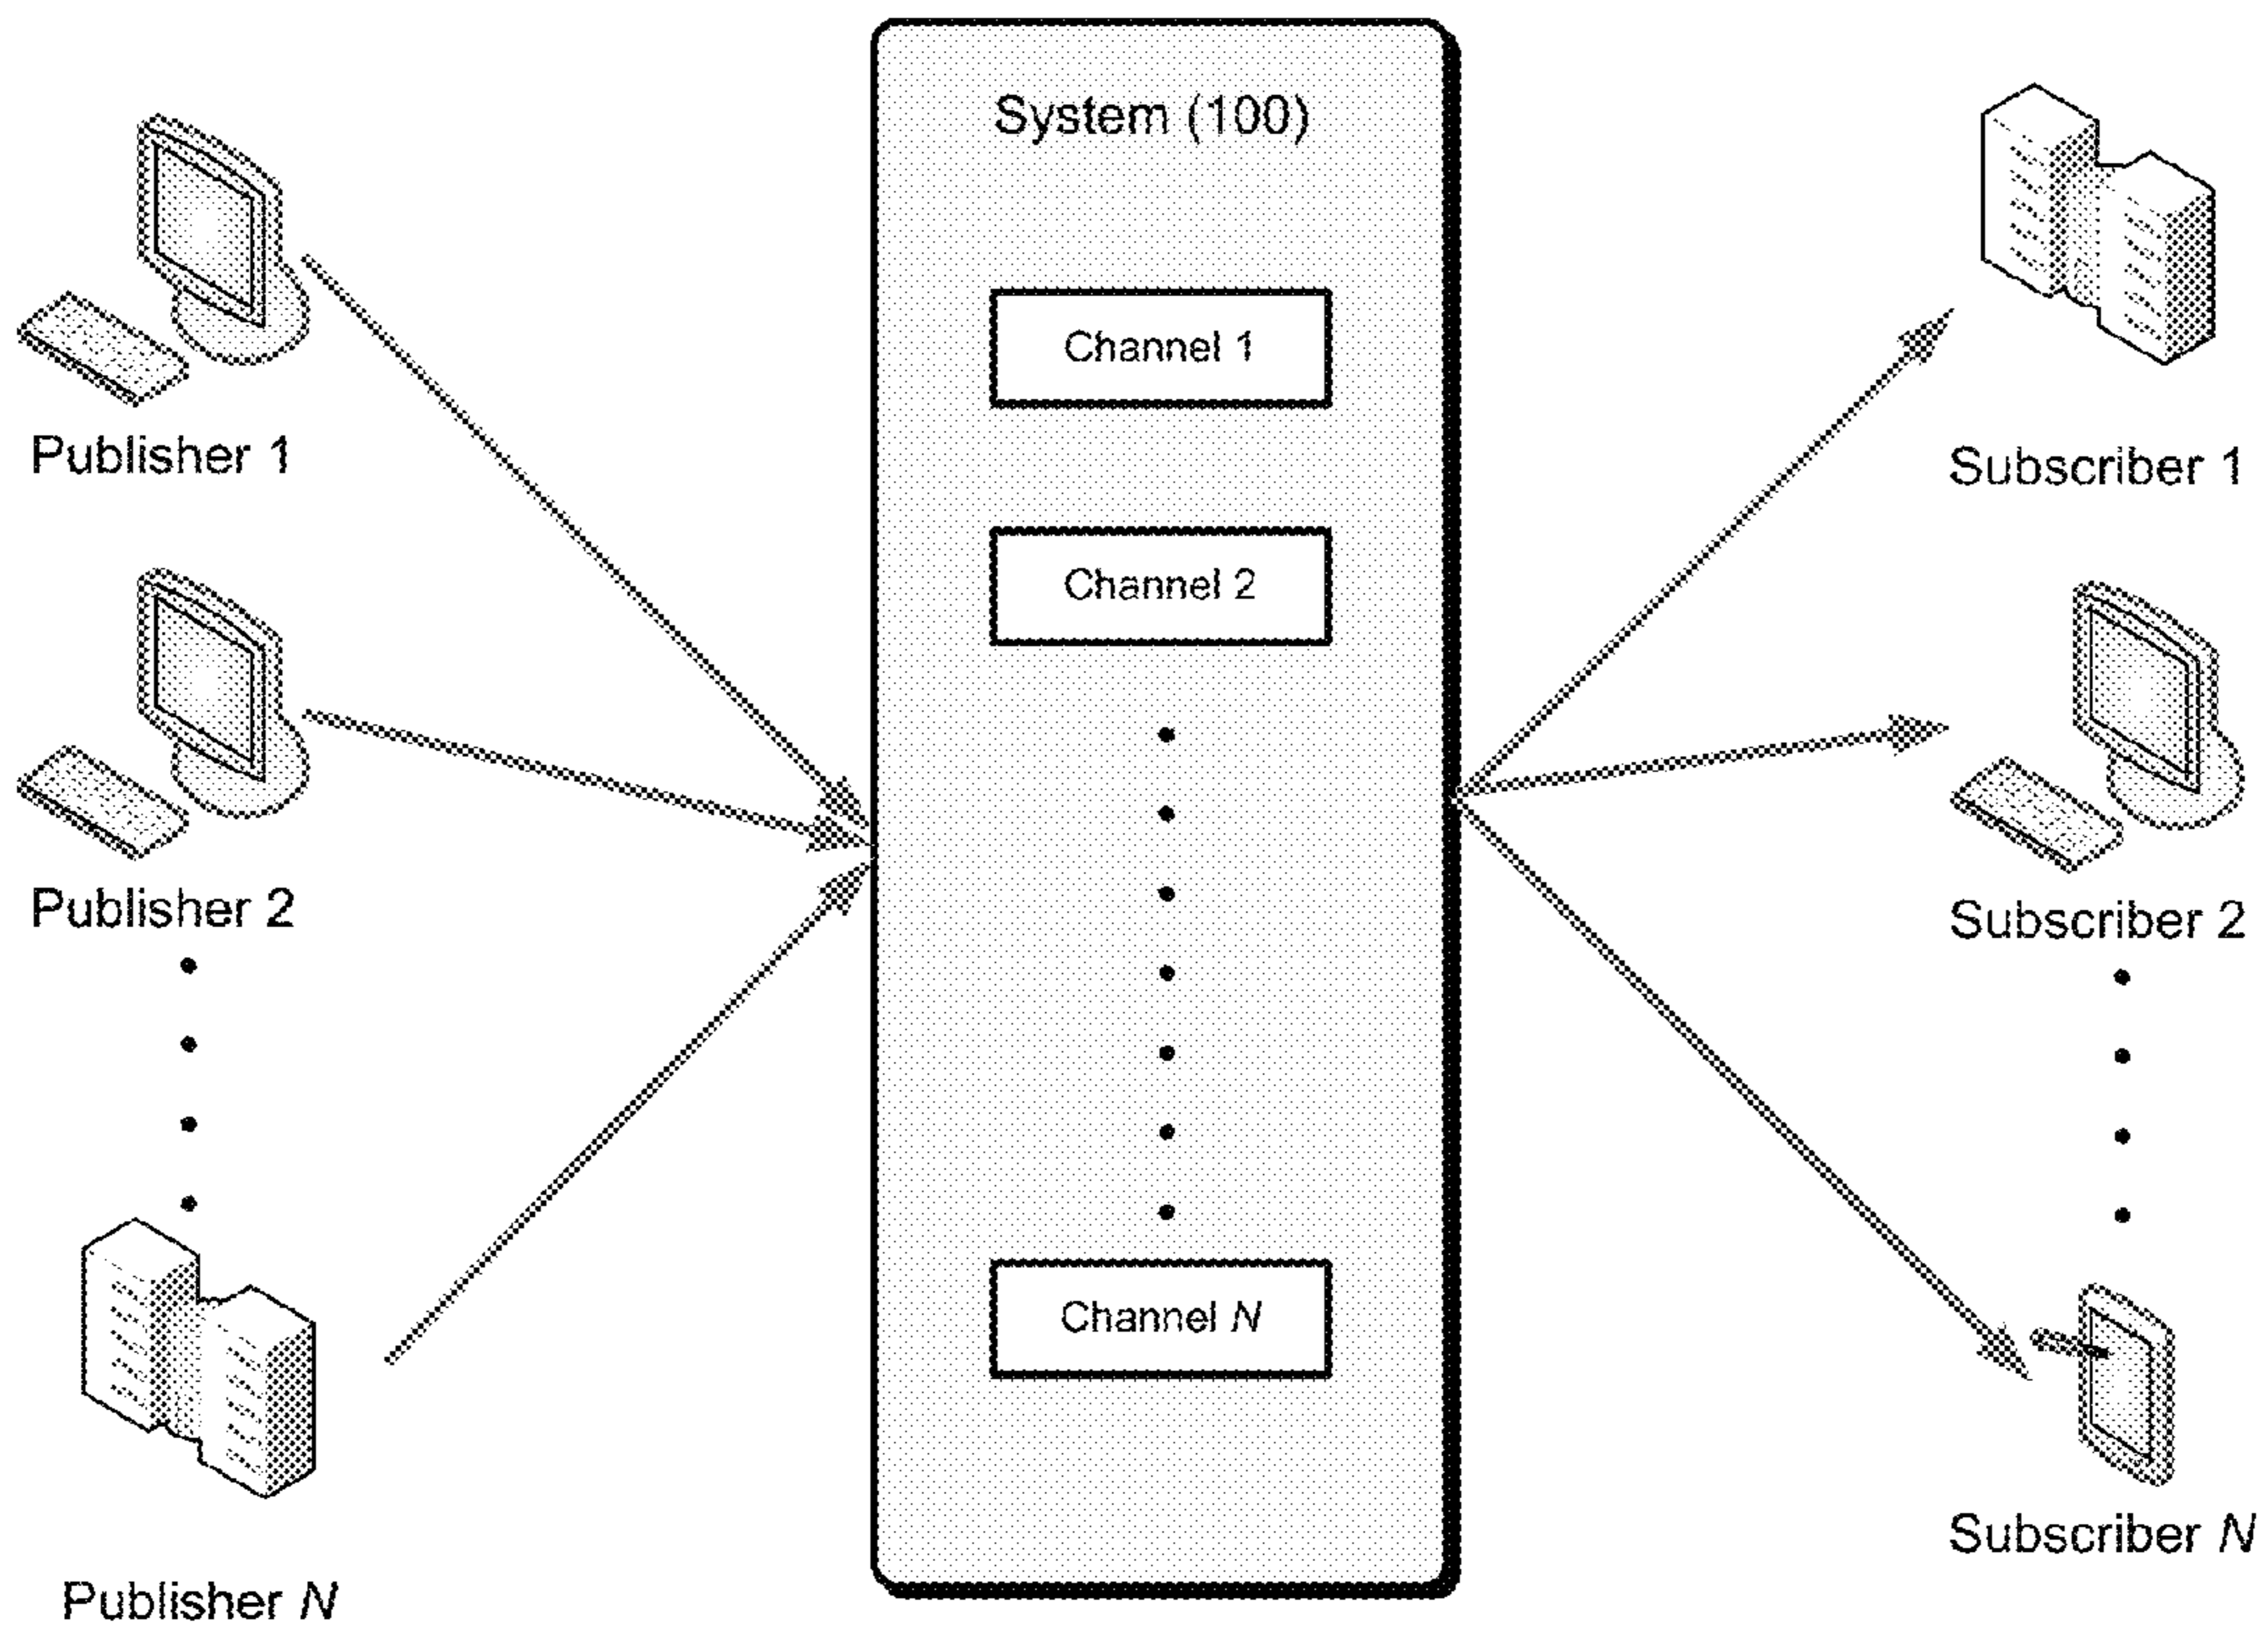 System (100)
Publisher 1
Publisher 2
Publisher N
Channel 1
Channel 2
Channel N
Subscriber 1
Subscriber 2
Subscriber N